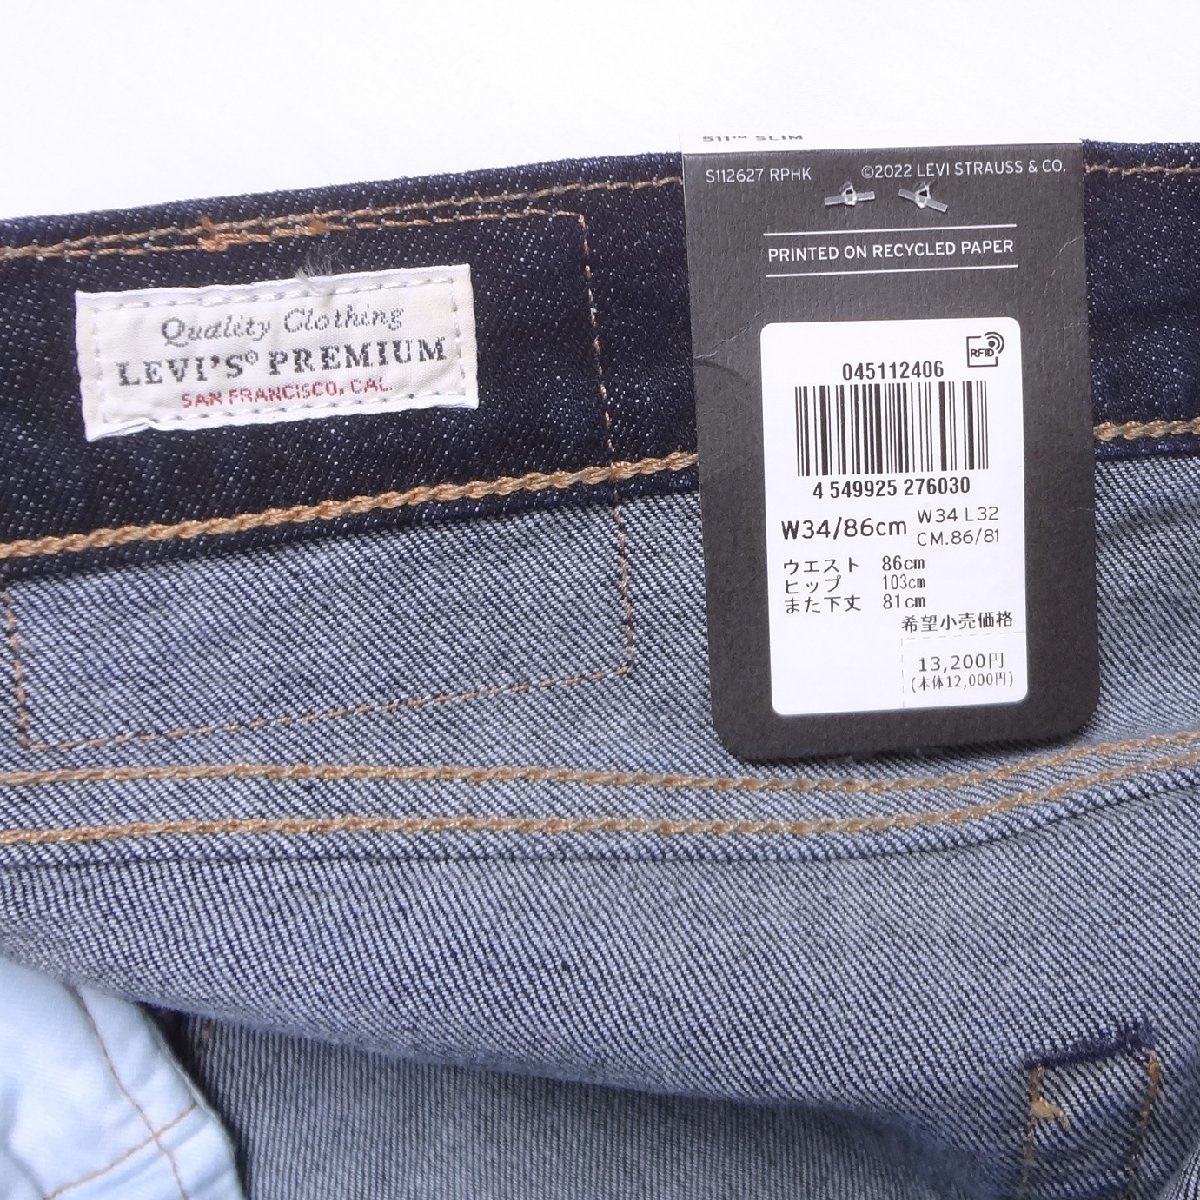 Quality Clothing
LEVI'S® PREMIUM
SAN FRANCISCO, CAL.
511™ SLIM
S112627 RPHK ©2022 LEVI STRAUSS & CO.
PRINTED ON RECYCLED PAPER
RFID
045112406
4 549925 276030
W34/86cm
W34 L32
CM.86/81
ウエスト 86cm
ヒップ 103cm
また下丈 81cm
希望小売価格
13,200円
(本体12,000円)